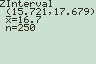 ZInterval
(15.721,17.679)
x̄=16.7
n=250